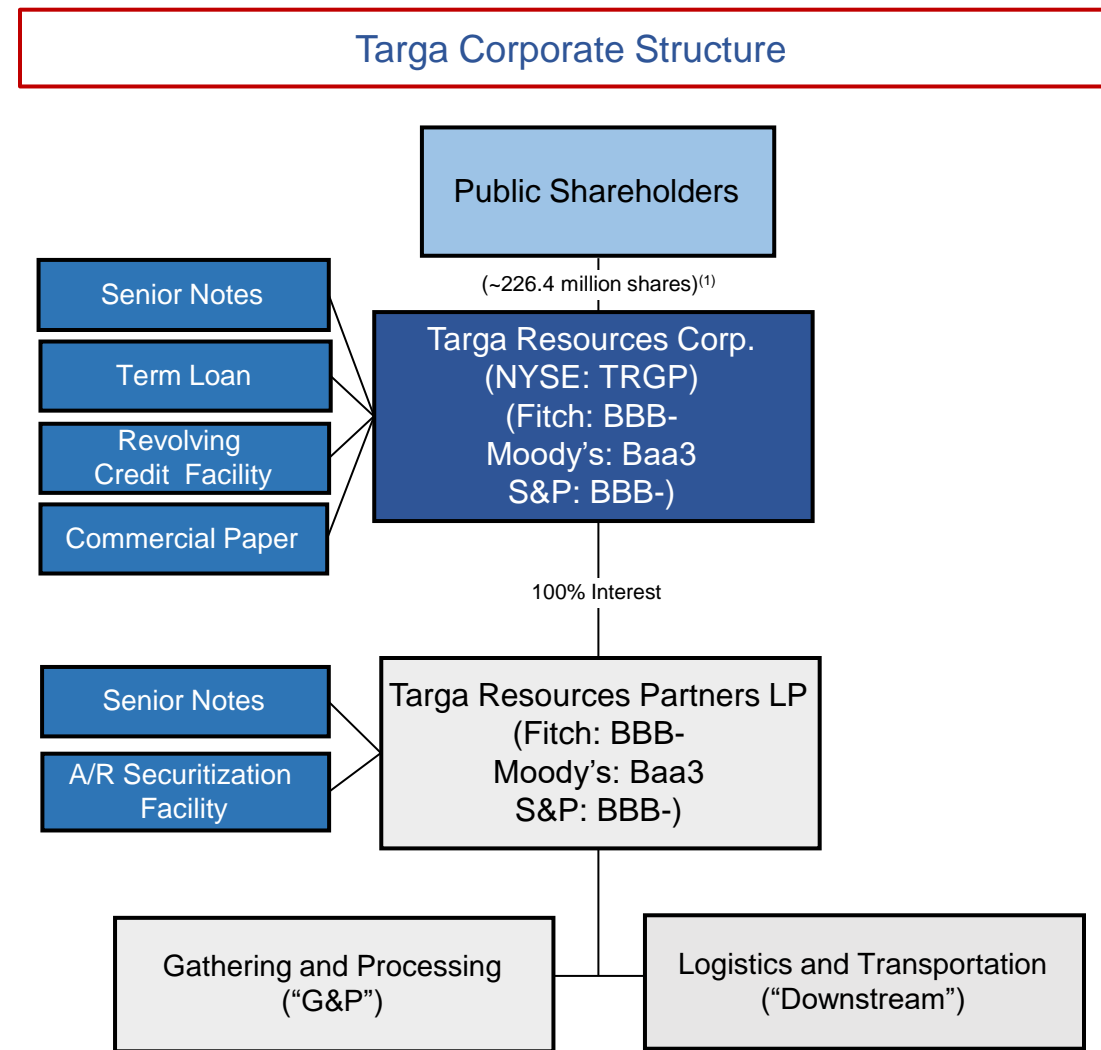 Targa Corporate Structure
Public Shareholders
(~226.4 million shares)(1)
Senior Notes
Term Loan
Revolving
Credit Facility
Commercial Paper
Targa Resources Corp.
(NYSE: TRGP)
(Fitch: BBB-
Moody’s: Baa3
S&P: BBB-)
100% Interest
Senior Notes
A/R Securitization
Facility
Targa Resources Partners LP
(Fitch: BBB-
Moody’s: Baa3
S&P: BBB-)
Gathering and Processing
(“G&P”)
Logistics and Transportation
(“Downstream”)